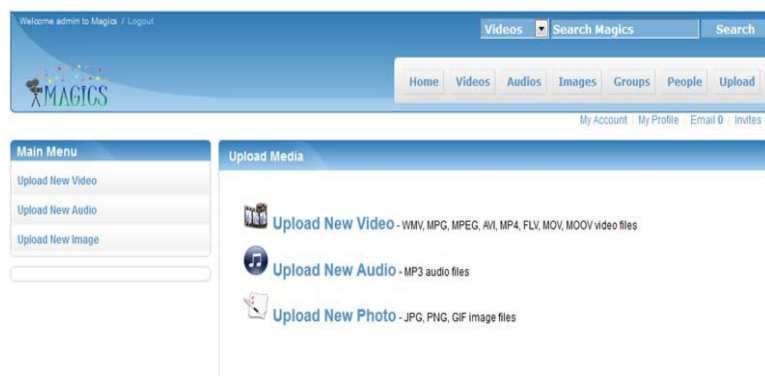 Welcome admin to Magics / Logout
Videos Search Magics Search
MAGICS
Home Videos Audios Images Groups People Upload
My Account My Profile Email 0 Invites
Main Menu
Upload New Video
Upload New Audio
Upload New Image
Upload Media
Upload New Video - WMV, MPG, MPEG, AVI, MP4, FLV, MOV, MOOV video files
Upload New Audio - MP3 audio files
Upload New Photo - JPG, PNG, GIF image files